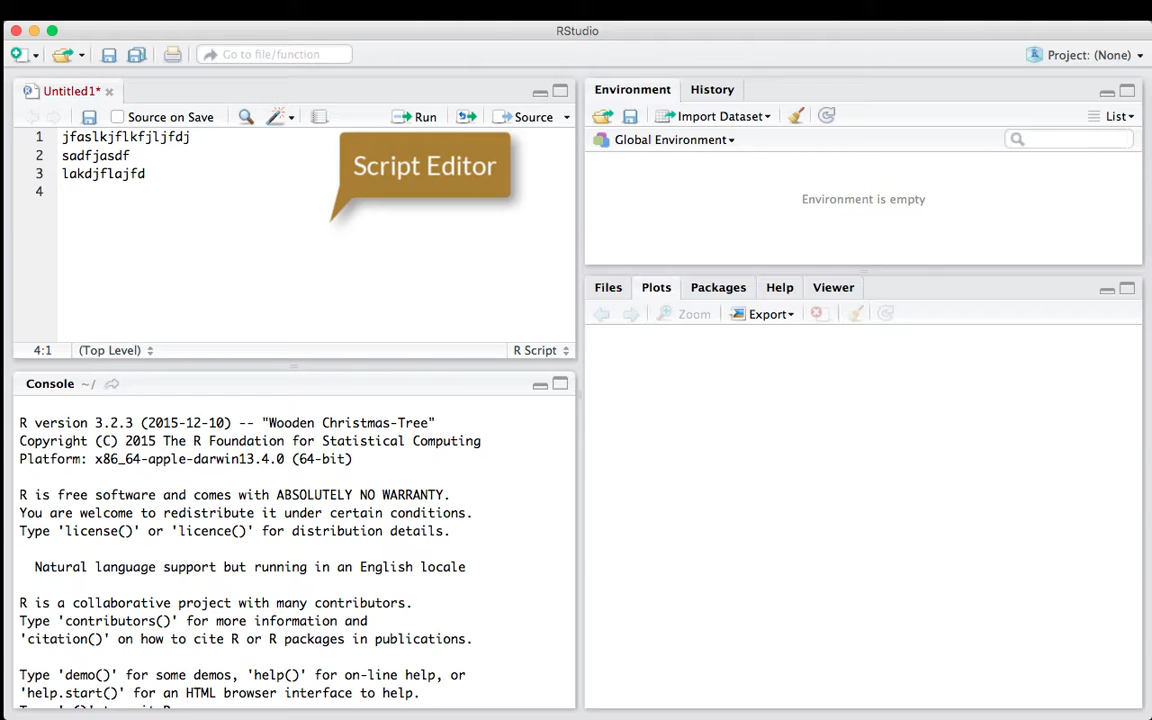 RStudio
Go to file/function
Project: (None)
Untitled1*
Source on Save
Run
Source
1 jfaslkjflkfjljfdj
2 sadfjasdf
3 lakdjflajfd
4
Script Editor
4:1 (Top Level) R Script
Console ~/
R version 3.2.3 (2015-12-10) -- "Wooden Christmas-Tree"
Copyright (C) 2015 The R Foundation for Statistical Computing
Platform: x86_64-apple-darwin13.4.0 (64-bit)
R is free software and comes with ABSOLUTELY NO WARRANTY.
You are welcome to redistribute it under certain conditions.
Type 'license()' or 'licence()' for distribution details.
Natural language support but running in an English locale
R is a collaborative project with many contributors.
Type 'contributors()' for more information and
'citation()' on how to cite R or R packages in publications.
Type 'demo()' for some demos, 'help()' for on-line help, or
'help.start()' for an HTML browser interface to help.
Environment History
Import Dataset List
Global Environment
Environment is empty
Files Plots Packages Help Viewer
Zoom Export